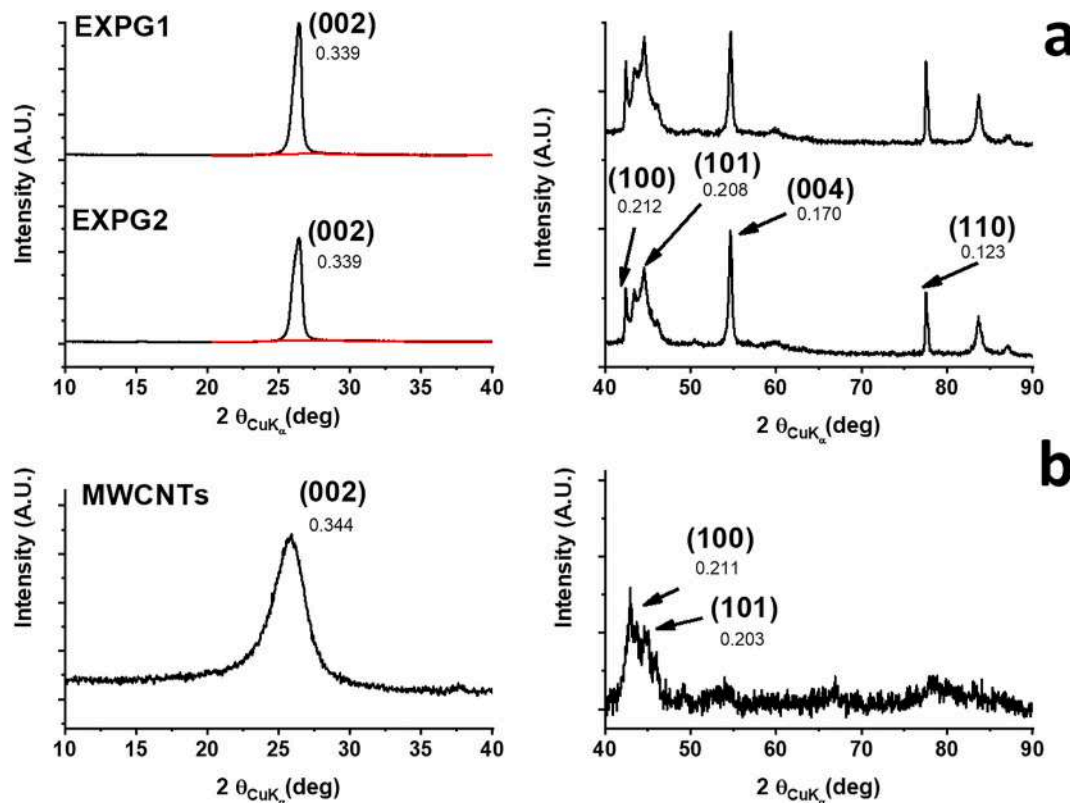 EXPG1
(002)
0.339
EXPG2
(002)
0.339
Intensity (A.U.)
Intensity (A.U.)
10 15 20 25 30 35 40
2 θCuKα(deg)
a
(100)
0.212
(101)
0.208
(004)
0.170
(110)
0.123
Intensity (A.U.)
Intensity (A.U.)
40 50 60 70 80 90
2 θCuKα(deg)
MWCNTs
(002)
0.344
Intensity (A.U.)
10 15 20 25 30 35 40
2 θCuKα(deg)
b
(100)
0.211
(101)
0.203
Intensity (A.U.)
40 50 60 70 80 90
2 θCuKα(deg)